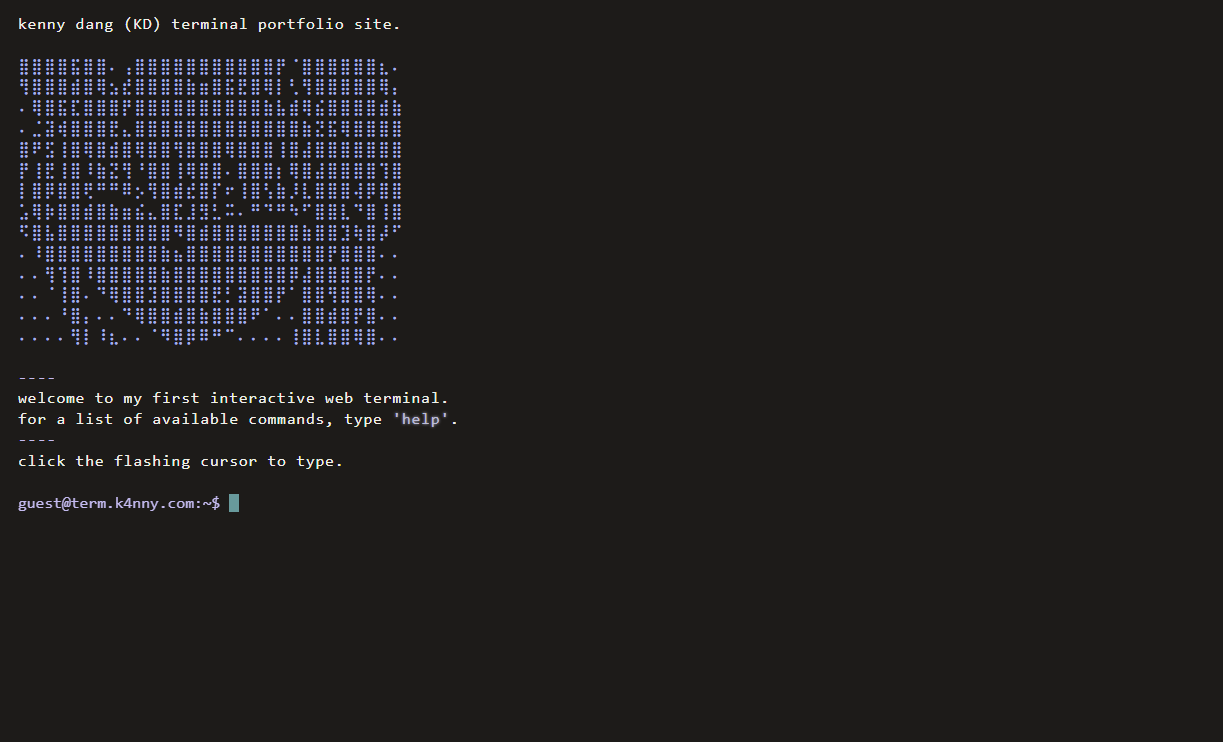 kenny dang (KD) terminal portfolio site.
----
welcome to my first interactive web terminal.
for a list of available commands, type 'help'.
----
click the flashing cursor to type.
guest@term.k4nny.com:~$